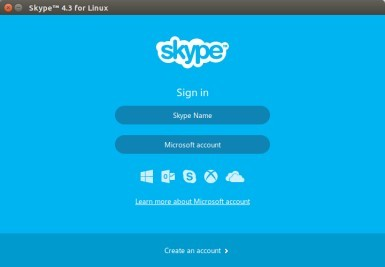 Skype™ 4.3 for Linux
skype™
Sign in
Skype Name
Microsoft account
Learn more about Microsoft account
Create an account >